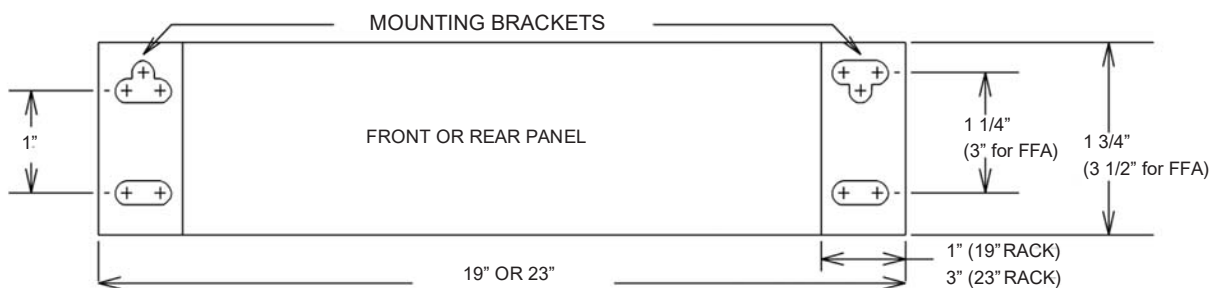 MOUNTING BRACKETS
1”
FRONT OR REAR PANEL
1 1/4”
(3” for FFA)
1 3/4”
(3 1/2” for FFA)
1” (19” RACK)
3” (23” RACK)
19” OR 23”